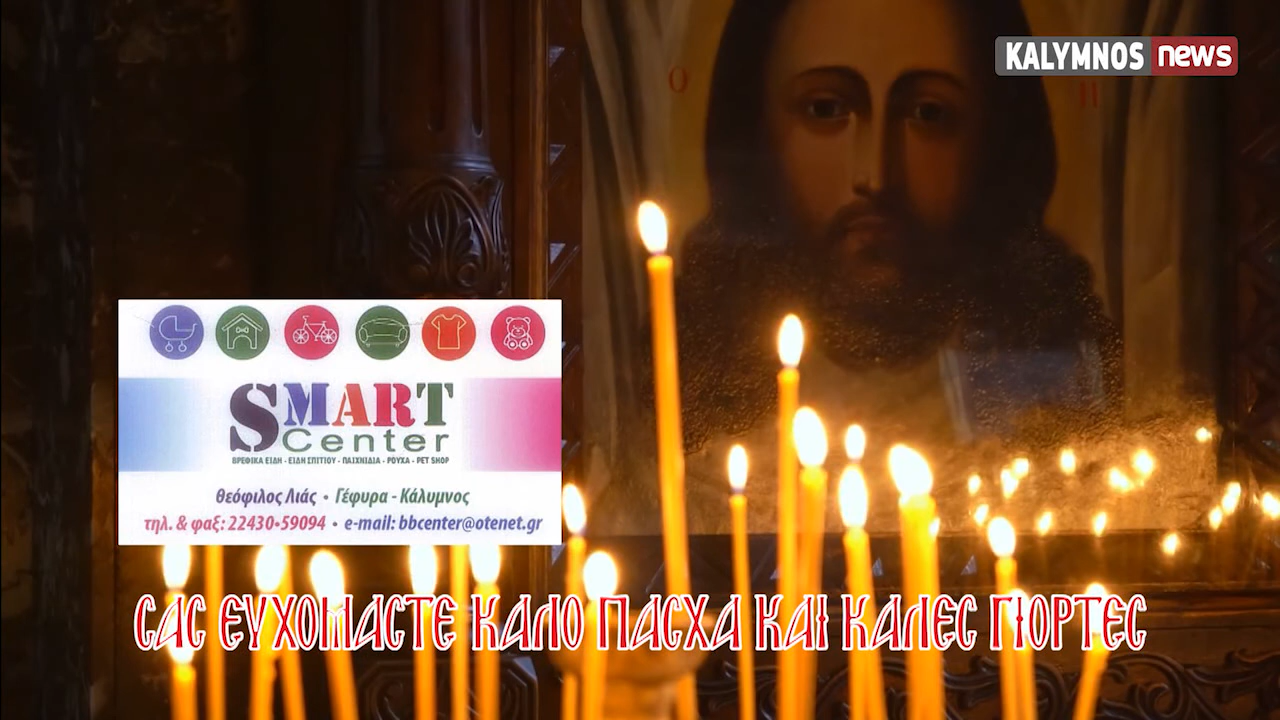 KALYMNOS news
Ο
Π
SMART
Center
ΒΡΕΦΙΚΑ ΕΙΔΗ - ΕΙΔΗ ΣΠΙΤΙΟΥ - ΠΑΙΧΝΙΔΙΑ - ΡΟΥΧΑ - PET SHOP
Θεόφιλος Λιάς • Γέφυρα - Κάλυμνος
τηλ. & φαξ: 22430-59094 • e-mail: bbcenter@otenet.gr
ΣΑΣ ΕΥΧΟΜΑΣΤΕ ΚΑΛΟ ΠΑΣΧΑ ΚΑΙ ΚΑΛΕΣ ΓΙΟΡΤΕΣ